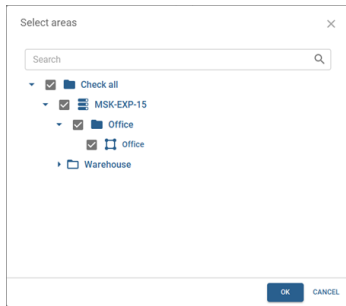 Select areas
Search
Check all
MSK-EXP-15
Office
Office
Warehouse
OK CANCEL